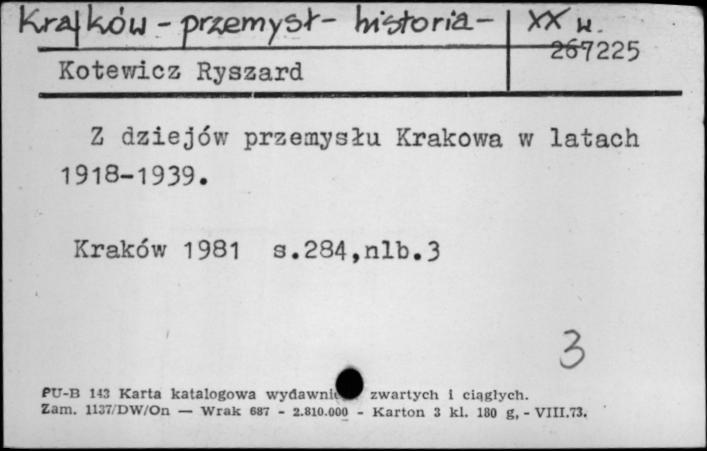 Kraków - przemysł - historia - XX w.
267225
Kotewicz Ryszard
Z dziejów przemysłu Krakowa w latach
1918-1939.
Kraków 1981 s.284,nlb.3
3
PU-B 143 Karta katalogowa wydawni zwartych i ciągłych.
Zam. 1137/DW/On — Wrak 687 - 2.810.000 - Karton 3 kl. 180 g, - VIII.73.